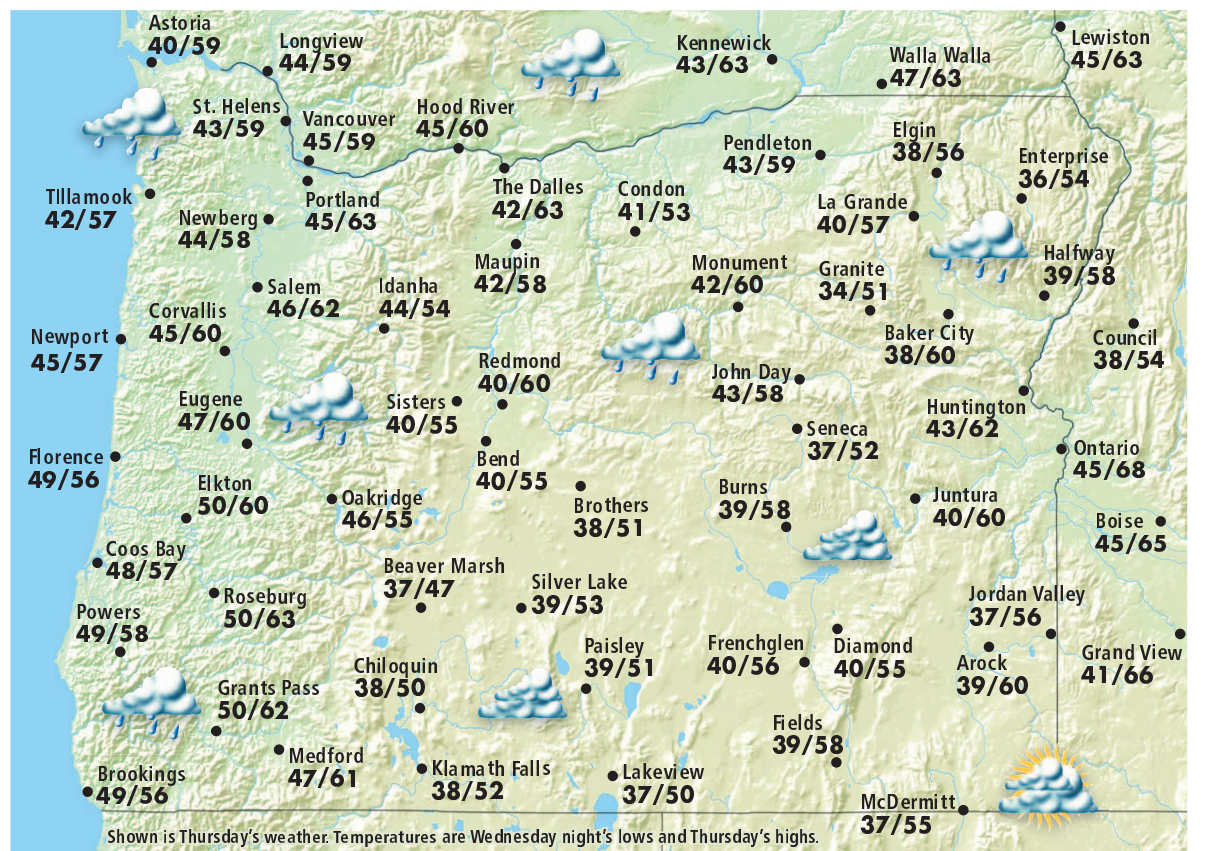 Astoria
40/59
Longview
44/59
Kennewick
43/63
Walla Walla
47/63
Lewiston
45/63
St. Helens
43/59
Vancouver
45/59
Hood River
45/60
Pendleton
43/59
Elgin
38/56
Enterprise
36/54
TIllamook
42/57
Newberg
44/58
Portland
45/63
The Dalles
42/63
Condon
41/53
La Grande
40/57
Maupin
42/58
Monument
42/60
Granite
34/51
Halfway
39/58
Salem
46/62
Idanha
44/54
Corvallis
45/60
Newport
45/57
Baker City
38/60
Council
38/54
Redmond
40/60
John Day
43/58
Eugene
47/60
Sisters
40/55
Huntington
43/62
Seneca
37/52
Ontario
45/68
Florence
49/56
Bend
40/55
Elkton
50/60
Oakridge
46/55
Brothers
38/51
Burns
39/58
Juntura
40/60
Boise
45/65
Coos Bay
48/57
Beaver Marsh
37/47
Silver Lake
39/53
Roseburg
50/63
Jordan Valley
37/56
Powers
49/58
Paisley
39/51
Frenchglen
40/56
Diamond
40/55
Arock
39/60
Grand View
41/66
Chiloquin
38/50
Grants Pass
50/62
Fields
39/58
Medford
47/61
Brookings
49/56
Klamath Falls
38/52
Lakeview
37/50
McDermitt
37/55
Shown is Thursday’s weather. Temperatures are Wednesday night’s lows and Thursday’s highs.